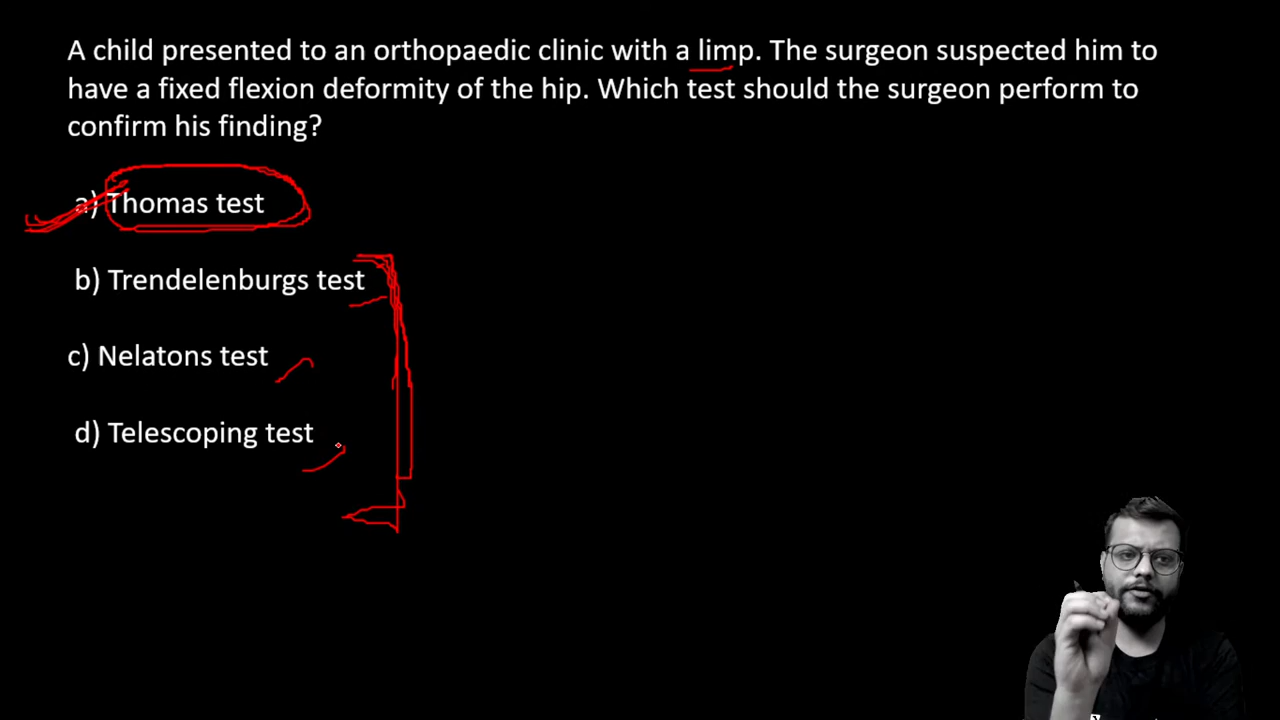 A child presented to an orthopaedic clinic with a limp. The surgeon suspected him to
have a fixed flexion deformity of the hip. Which test should the surgeon perform to
confirm his finding?
a) Thomas test
b) Trendelenburgs test
c) Nelatons test
d) Telescoping test